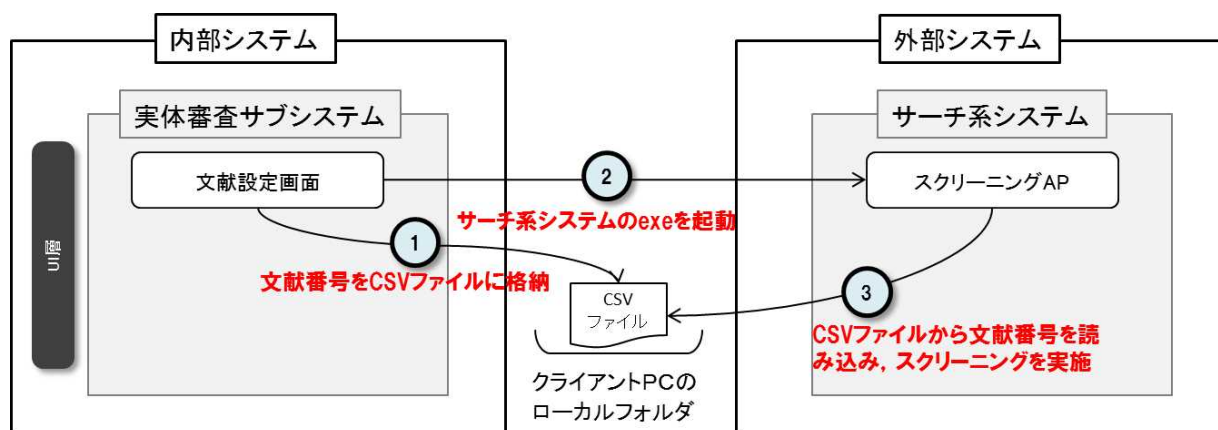 内部システム
外部システム
実体審査サブシステム
サーチ系システム
UI層
文献設定画面
2
スクリーニングAP
サーチ系システムのexeを起動
1
文献番号をCSVファイルに格納
CSV
ファイル
3
CSVファイルから文献番号を読
み込み，スクリーニングを実施
クライアントPCの
ローカルフォルダ